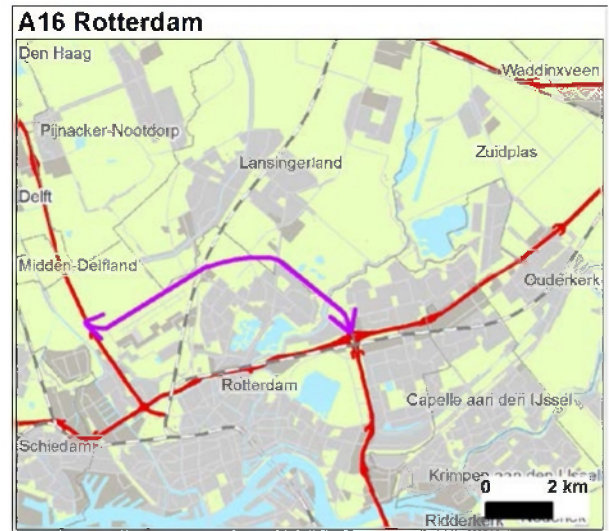 A16 Rotterdam
Den Haag
Waddinxveen
Pijnacker-Nootdorp
Lansingerland
Zuidplas
Delft
Midden-Delfland
Ouderkerk
Rotterdam
Capelle aan den IJssel
Schiedam
Krimpen aan den IJssel
0 2 km
Ridderkerk